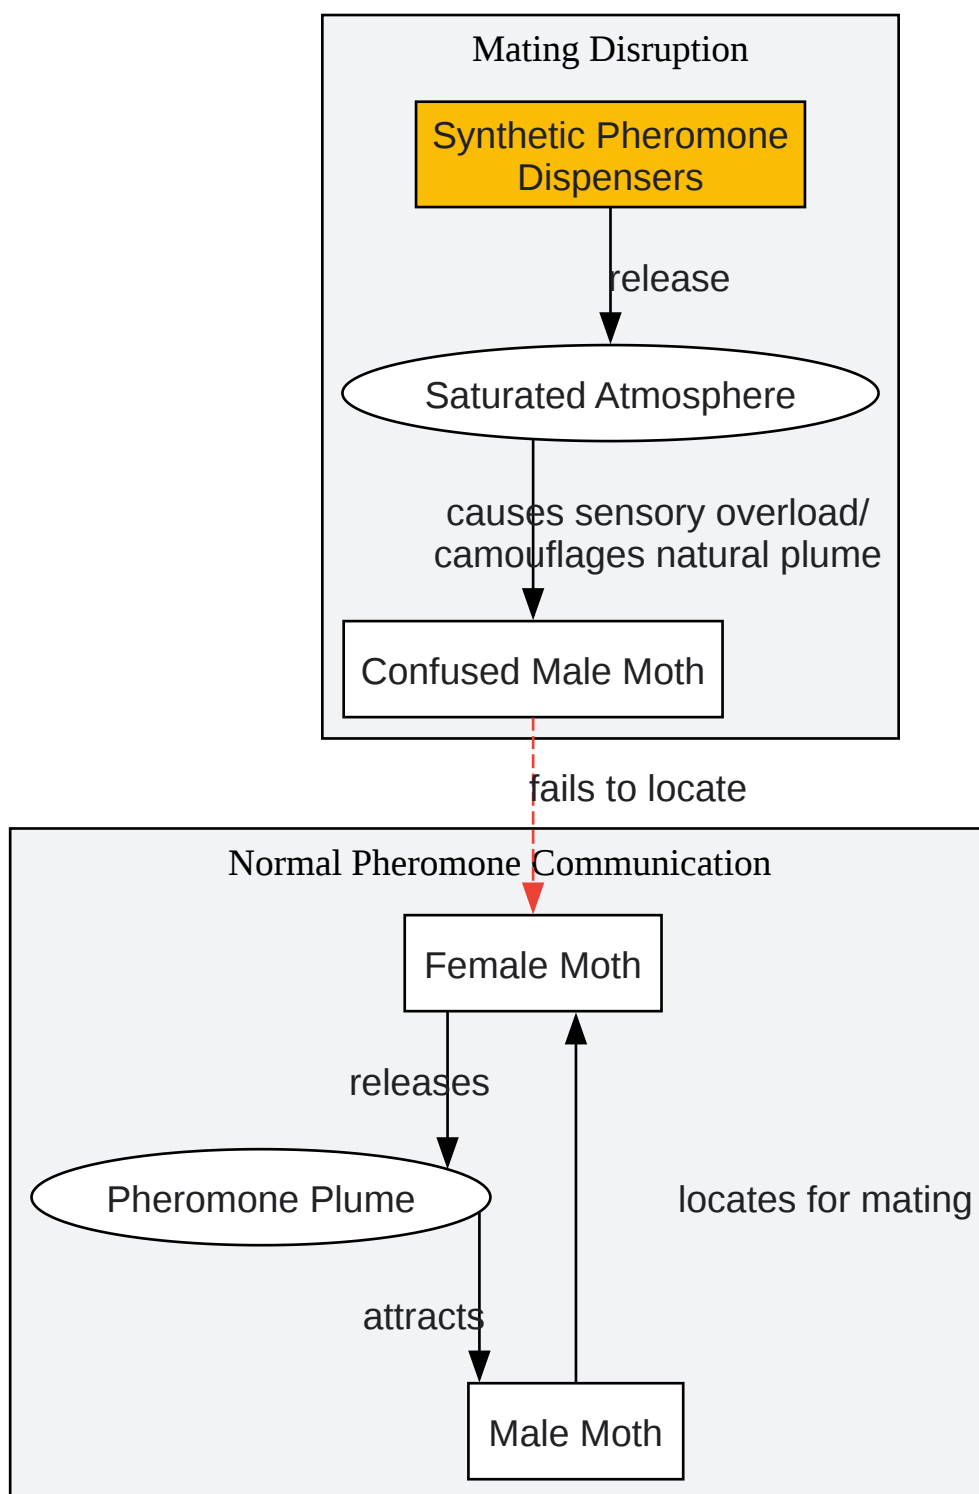 Mating Disruption
Synthetic Pheromone
Dispensers
release
Saturated Atmosphere
causes sensory overload/
camouflages natural plume
Confused Male Moth
fails to locate
Normal Pheromone Communication
Female Moth
releases
Pheromone Plume
locates for mating
attracts
Male Moth